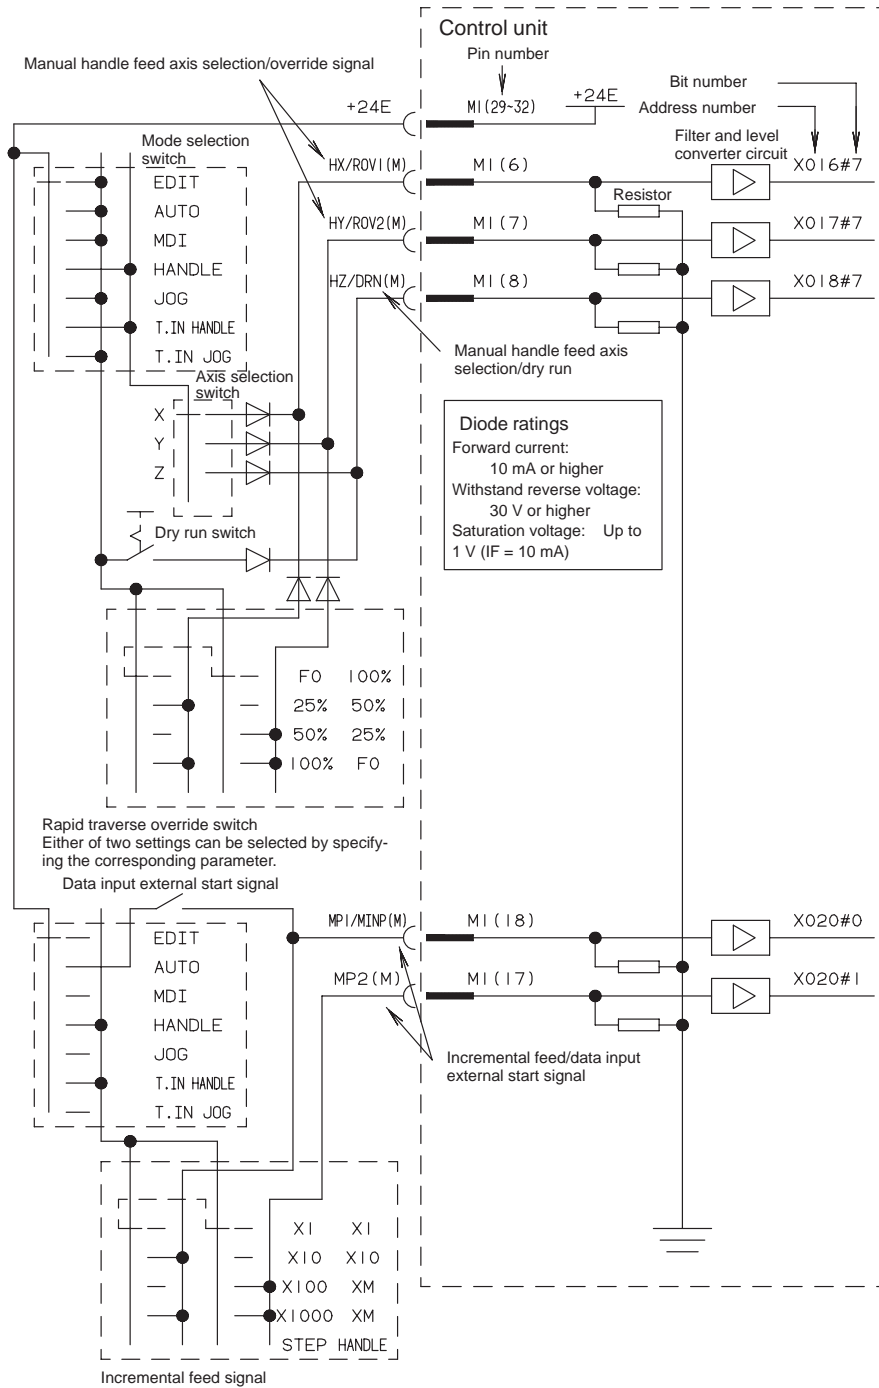 Control unit
Pin number
Manual handle feed axis selection/override signal
Bit number
+24E
M1(29~32)
+24E
Address number
Mode selection
switch
Filter and level
converter circuit
HX/ROV1(M)
M1(6)
X016#7
EDIT
Resistor
AUTO
HY/ROV2(M)
M1(7)
X017#7
MDI
HANDLE
HZ/DRN(M)
M1(8)
X018#7
JOG
T.IN HANDLE
T.IN JOG
Manual handle feed axis
selection/dry run
Axis selection
switch
X
Y
Z
Diode ratings
Forward current:
10 mA or higher
Withstand reverse voltage:
30 V or higher
Saturation voltage: Up to
1 V (IF = 10 mA)
Dry run switch
F0 100%
25% 50%
50% 25%
100% F0
Rapid traverse override switch
Either of two settings can be selected by specify-
ing the corresponding parameter.
Data input external start signal
MP1/MINP(M)
M1(18)
X020#0
EDIT
AUTO
MP2(M)
M1(17)
X020#1
MDI
HANDLE
JOG
T.IN HANDLE
T.IN JOG
Incremental feed/data input
external start signal
X1 X1
X10 X10
X100 XM
X1000 XM
STEP HANDLE
Incremental feed signal